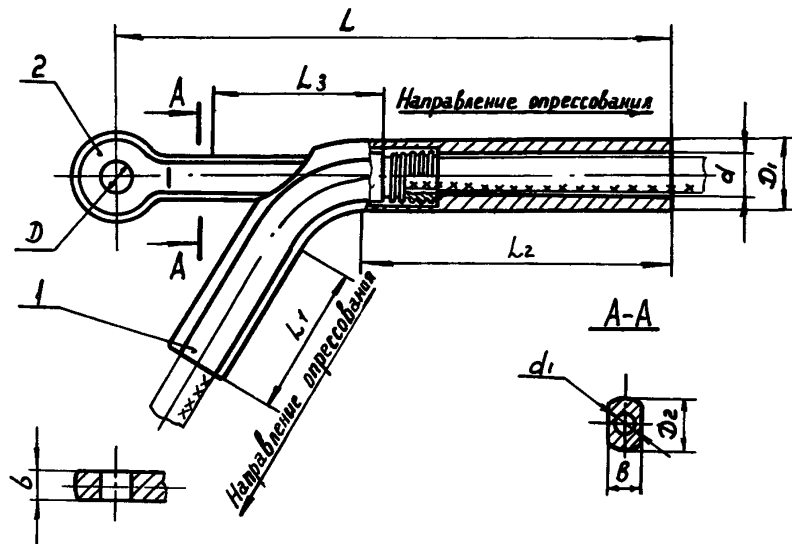 L
2
A
L3
Направление опрессования
D
d
D1
A
L2
1
L1
Направление опрессования
A-A
d1
D2
B
b